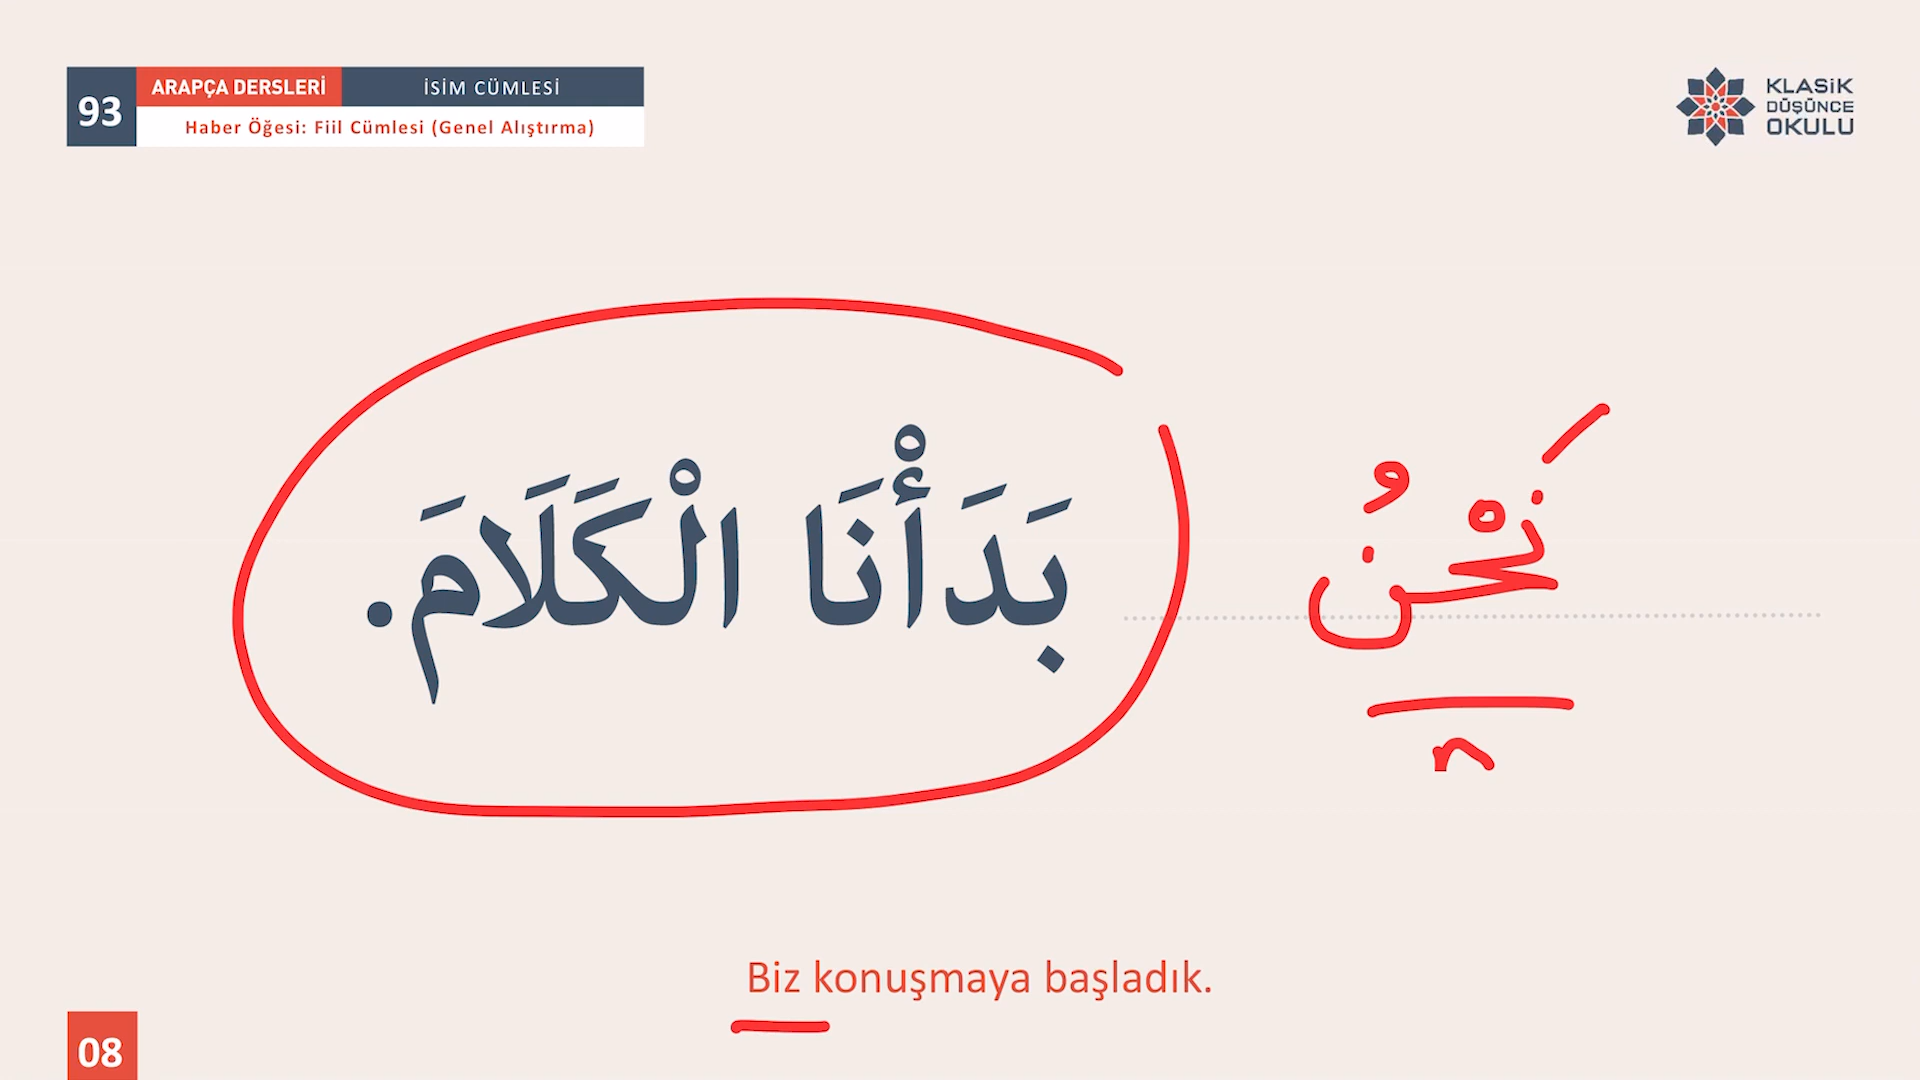 93
ARAPÇA DERSLERİ
İSİM CÜMLESİ
Haber Öğesi: Fiil Cümlesi (Genel Alıştırma)
KLASİK
DÜŞÜNCE
OKULU
نَحْنُ بَدَأْنَا الْكَلَامَ.
Biz konuşmaya başladık.
08